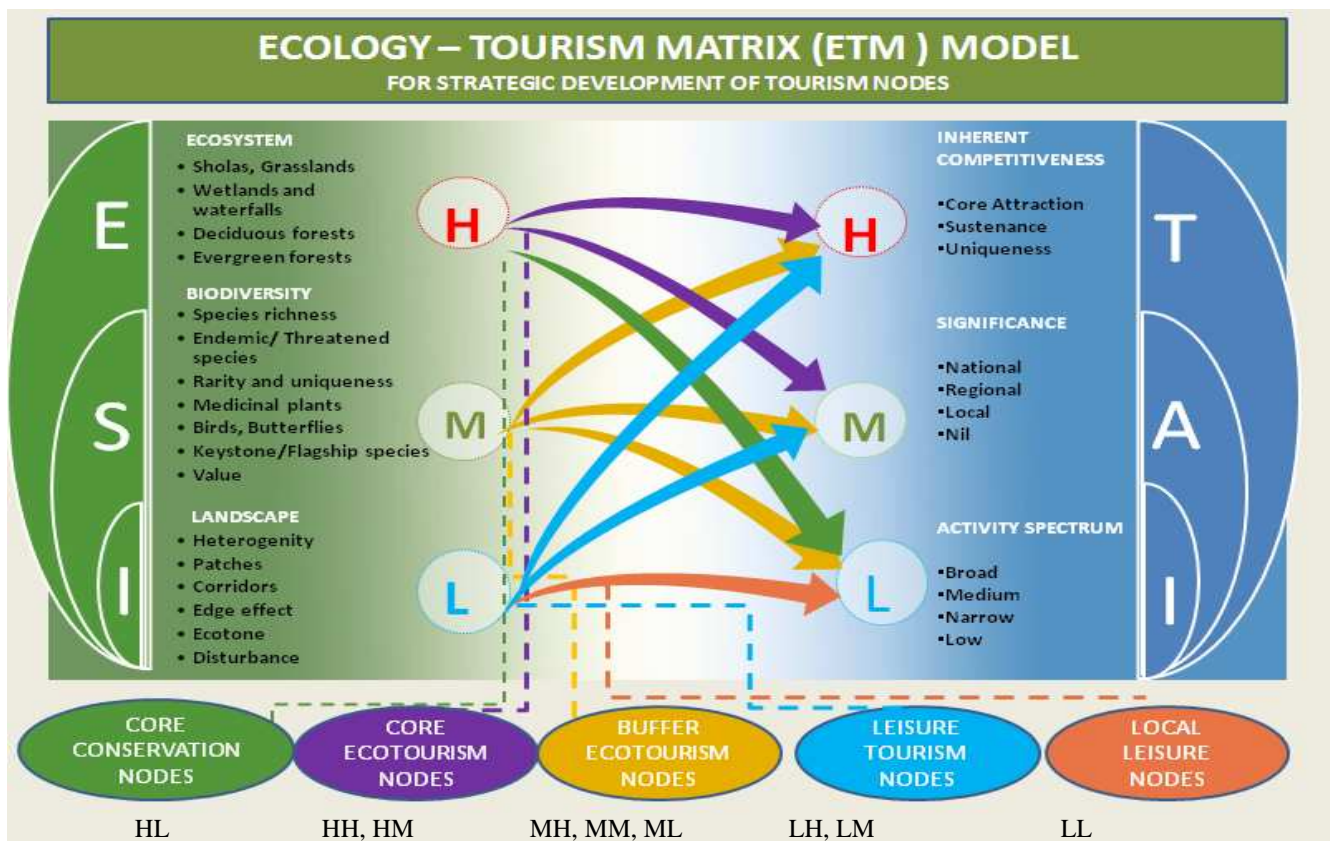 ECOLOGY – TOURISM MATRIX (ETM ) MODEL
FOR STRATEGIC DEVELOPMENT OF TOURISM NODES
E
S
I
ECOSYSTEM
• Sholas, Grasslands
• Wetlands and
waterfalls
• Deciduous forests
• Evergreen forests
BIODIVERSITY
• Species richness
• Endemic/ Threatened
species
• Rarity and uniqueness
• Medicinal plants
• Birds, Butterflies
• Keystone/Flagship species
• Value
LANDSCAPE
• Heterogenity
• Patches
• Corridors
• Edge effect
• Ecotone
• Disturbance
H
M
L
H
M
L
INHERENT
COMPETITIVENESS
▪Core Attraction
▪Sustenance
▪Uniqueness
SIGNIFICANCE
▪National
▪Regional
▪Local
▪Nil
ACTIVITY SPECTRUM
▪Broad
▪Medium
▪Narrow
▪Low
T
A
I
CORE
CONSERVATION
NODES
CORE
ECOTOURISM
NODES
BUFFER
ECOTOURISM
NODES
LEISURE
TOURISM
NODES
LOCAL
LEISURE
NODES
HL HH, HM MH, MM, ML LH, LM LL